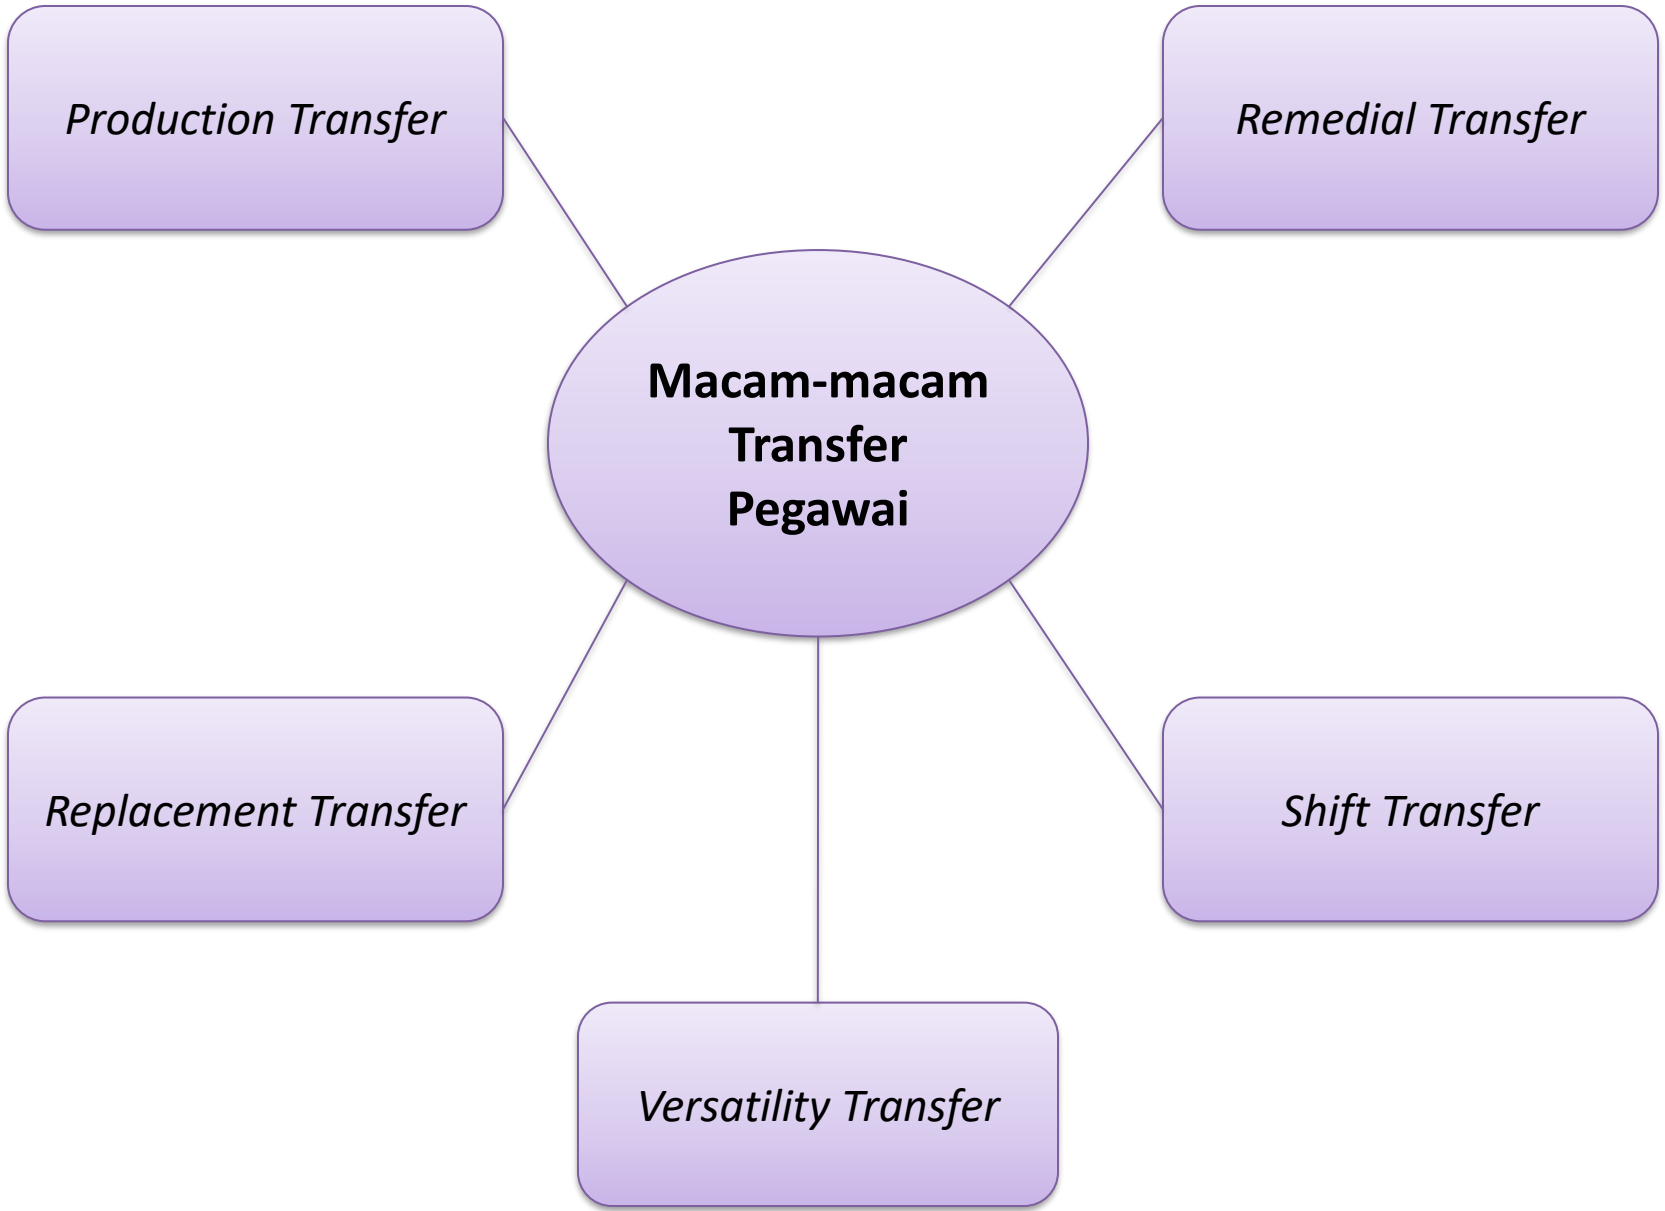 Production Transfer
Remedial Transfer
Macam-macam
Transfer
Pegawai
Replacement Transfer
Shift Transfer
Versatility Transfer